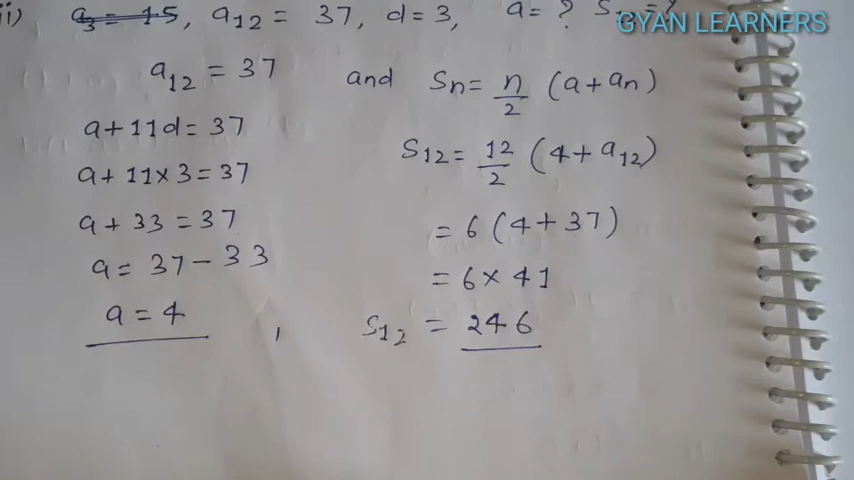 ii) a3 = 15, a12 = 37, d = 3, a = ? S
GYAN LEARNERS
a12 = 37
a + 11d = 37
a + 11 × 3 = 37
a + 33 = 37
a = 37 - 33
a = 4 ,
and Sn = n/2 (a + an)
S12 = 12/2 (4 + a12)
= 6 (4 + 37)
= 6 × 41
S12 = 246